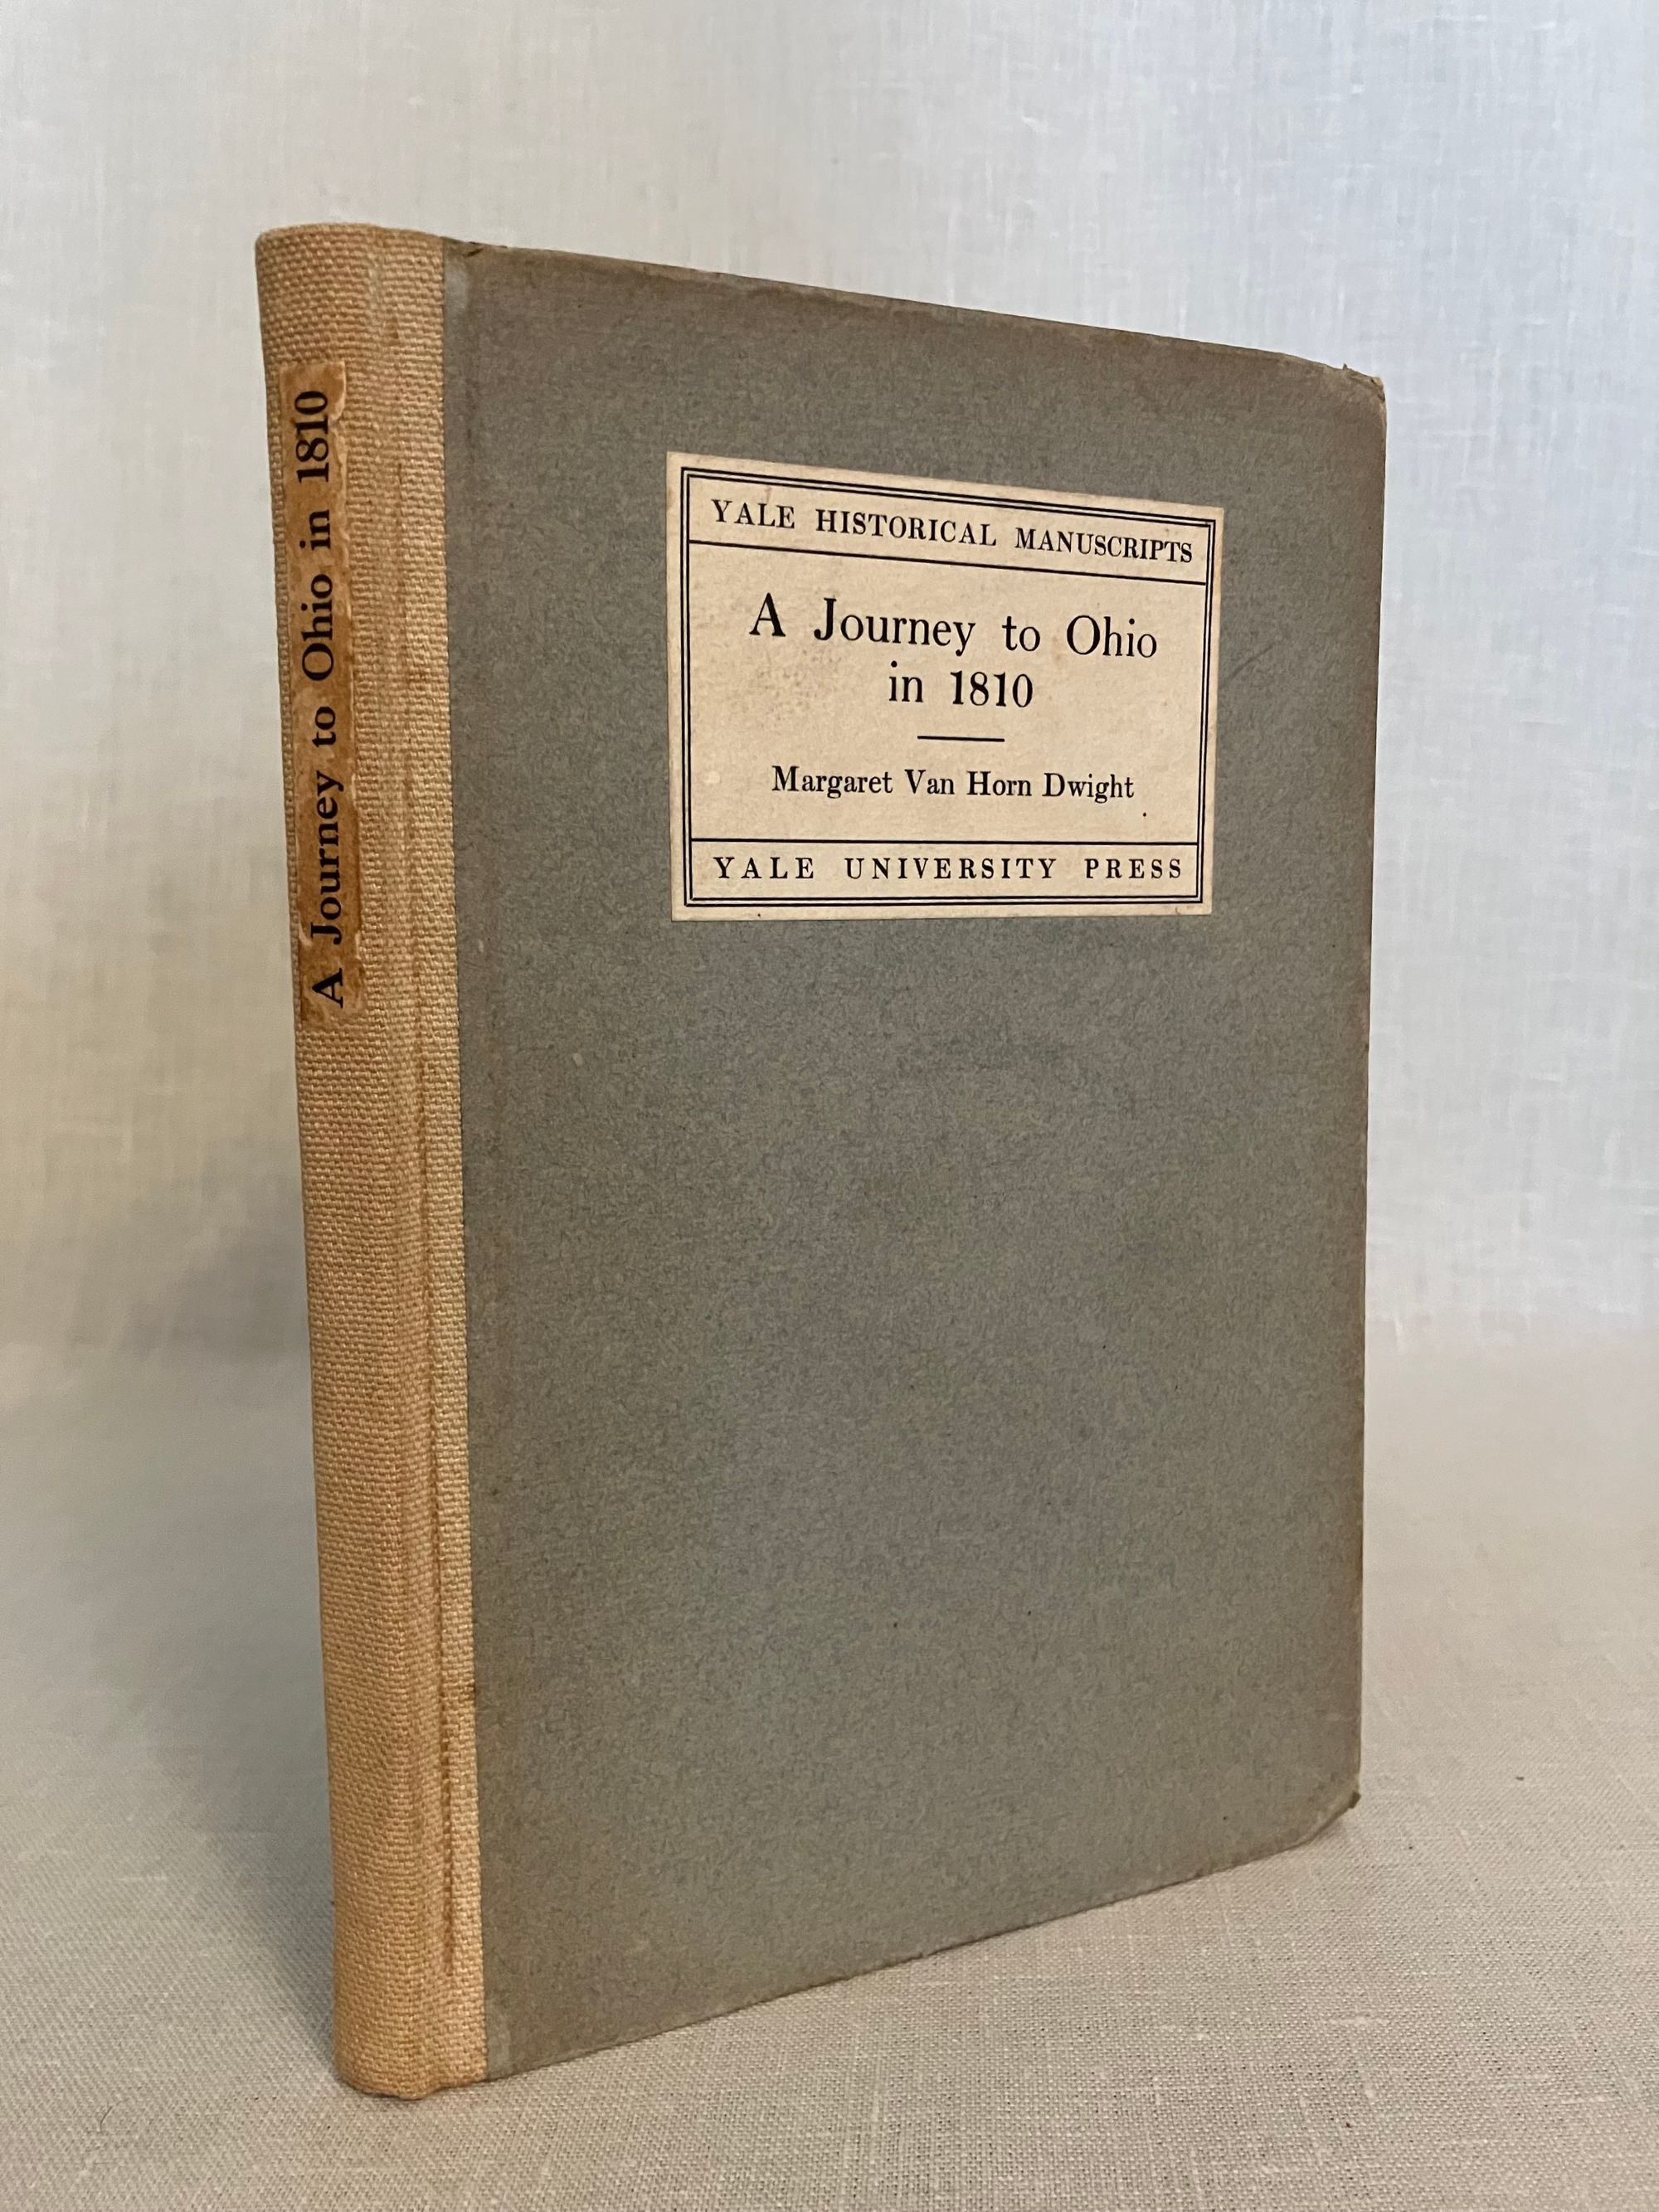 A Journey to Ohio in 1810
YALE HISTORICAL MANUSCRIPTS
A Journey to Ohio
in 1810
Margaret Van Horn Dwight
YALE UNIVERSITY PRESS